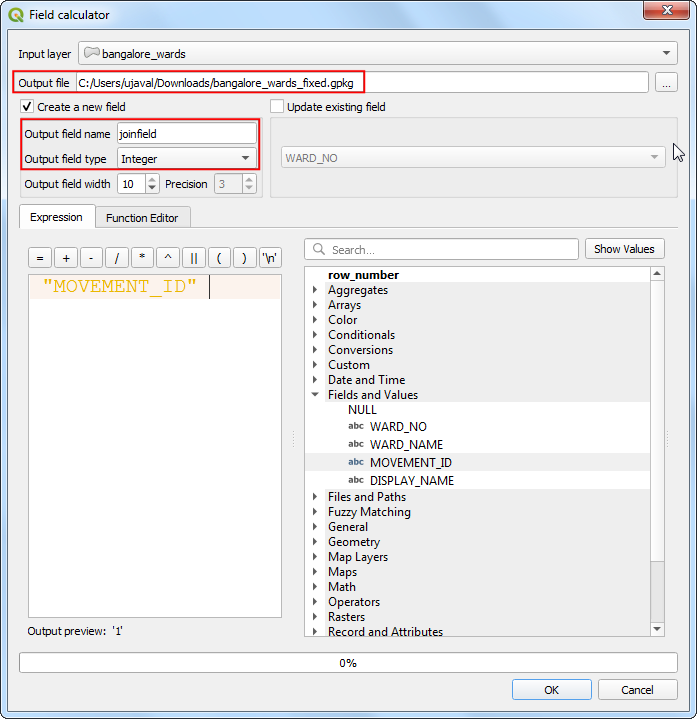 Field calculator
Input layer bangalore_wards
Output file C:/Users/ujaval/Downloads/bangalore_wards_fixed.gpkg ...
Create a new field Update existing field
Output field name joinfield
Output field type Integer WARD_NO
Output field width 10 Precision 3
Expression Function Editor
= + - / * ^ || ( ) '\n' Search... Show Values
"MOVEMENT_ID"
row_number
Aggregates
Arrays
Color
Conditionals
Conversions
Custom
Date and Time
Fields and Values
NULL
abc WARD_NO
abc WARD_NAME
abc MOVEMENT_ID
abc DISPLAY_NAME
Files and Paths
Fuzzy Matching
General
Geometry
Map Layers
Maps
Math
Operators
Rasters
Record and Attributes
Output preview: '1'
0%
OK Cancel